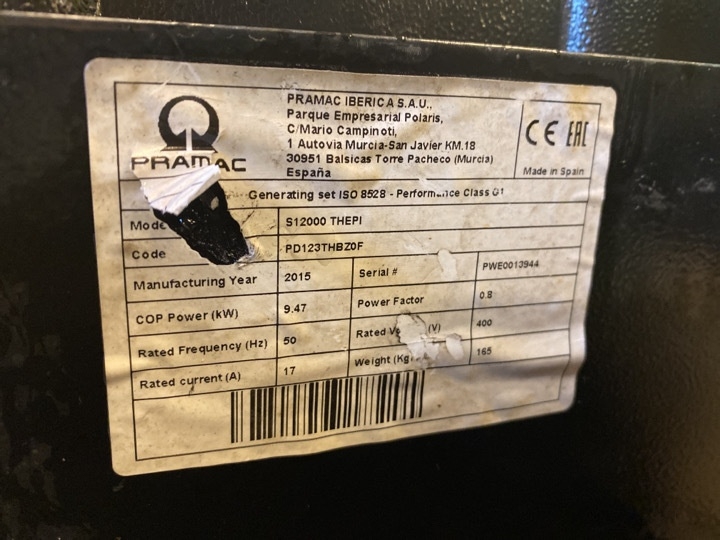 PRAMAC
PRAMAC IBERICA S.A.U.,
Parque Empresarial Polaris,
C/Mario Campinoti,
1 Autovia Murcia-San Javier KM.18
30951 Balsicas Torre Pacheco (Murcia)
España
CE EAC
Made in Spain
Generating set ISO 8528 - Performance Class G1
S12000 THEPI
Code PD123THBZ0F
Manufacturing Year 2015 Serial # PWE0013944
COP Power (kW) 9.47 Power Factor 0.8
Rated Frequency (Hz) 50 Rated (V) 400
Rated current (A) 17 Weight 165